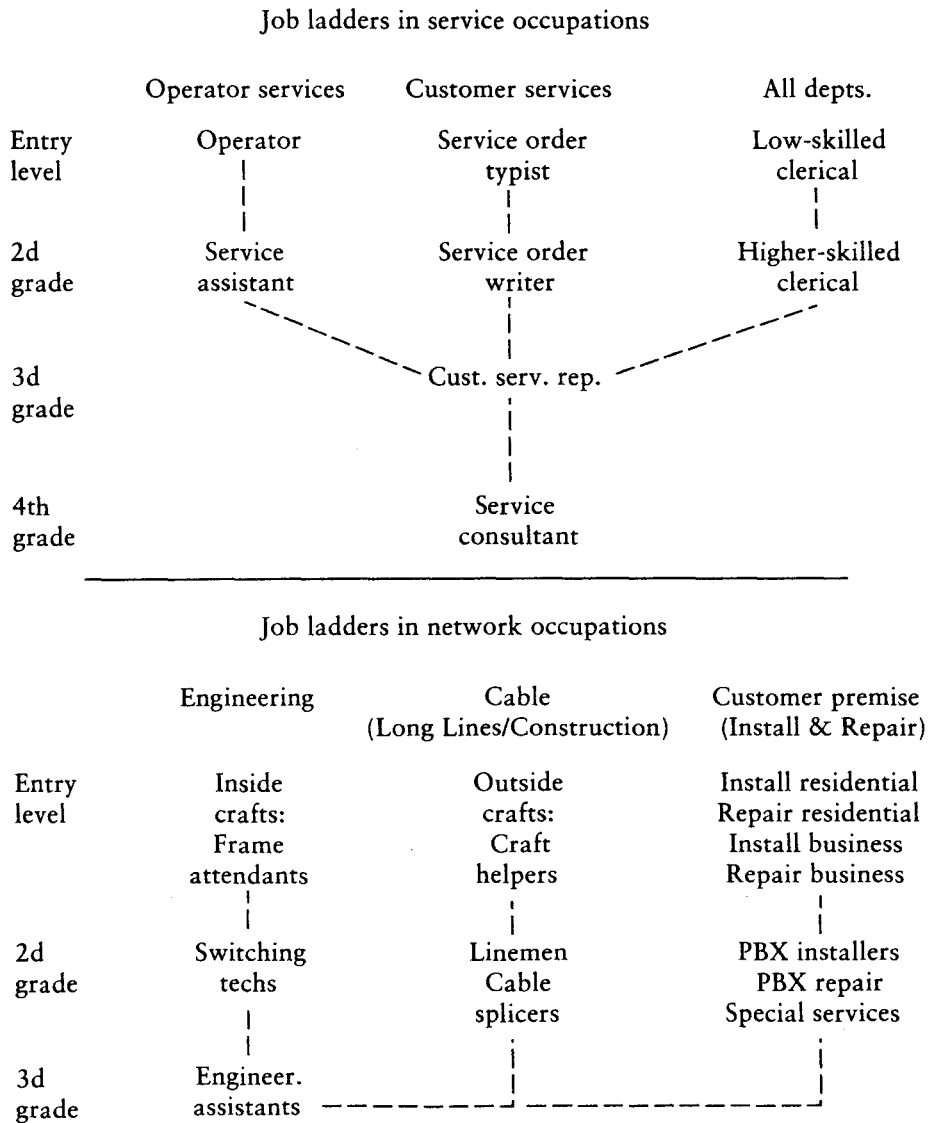 Job ladders in service occupations
Operator services Customer services All depts.
Entry Operator Service order Low-skilled
level typist clerical
2d Service Service order Higher-skilled
grade assistant writer clerical
3d Cust. serv. rep.
grade
4th Service
grade consultant
Job ladders in network occupations
Engineering Cable Customer premise
(Long Lines/Construction) (Install & Repair)
Entry Inside Outside Install residential
level crafts: crafts: Repair residential
Frame Craft Install business
attendants helpers Repair business
2d Switching Linemen PBX installers
grade techs Cable PBX repair
splicers Special services
3d Engineer.
grade assistants